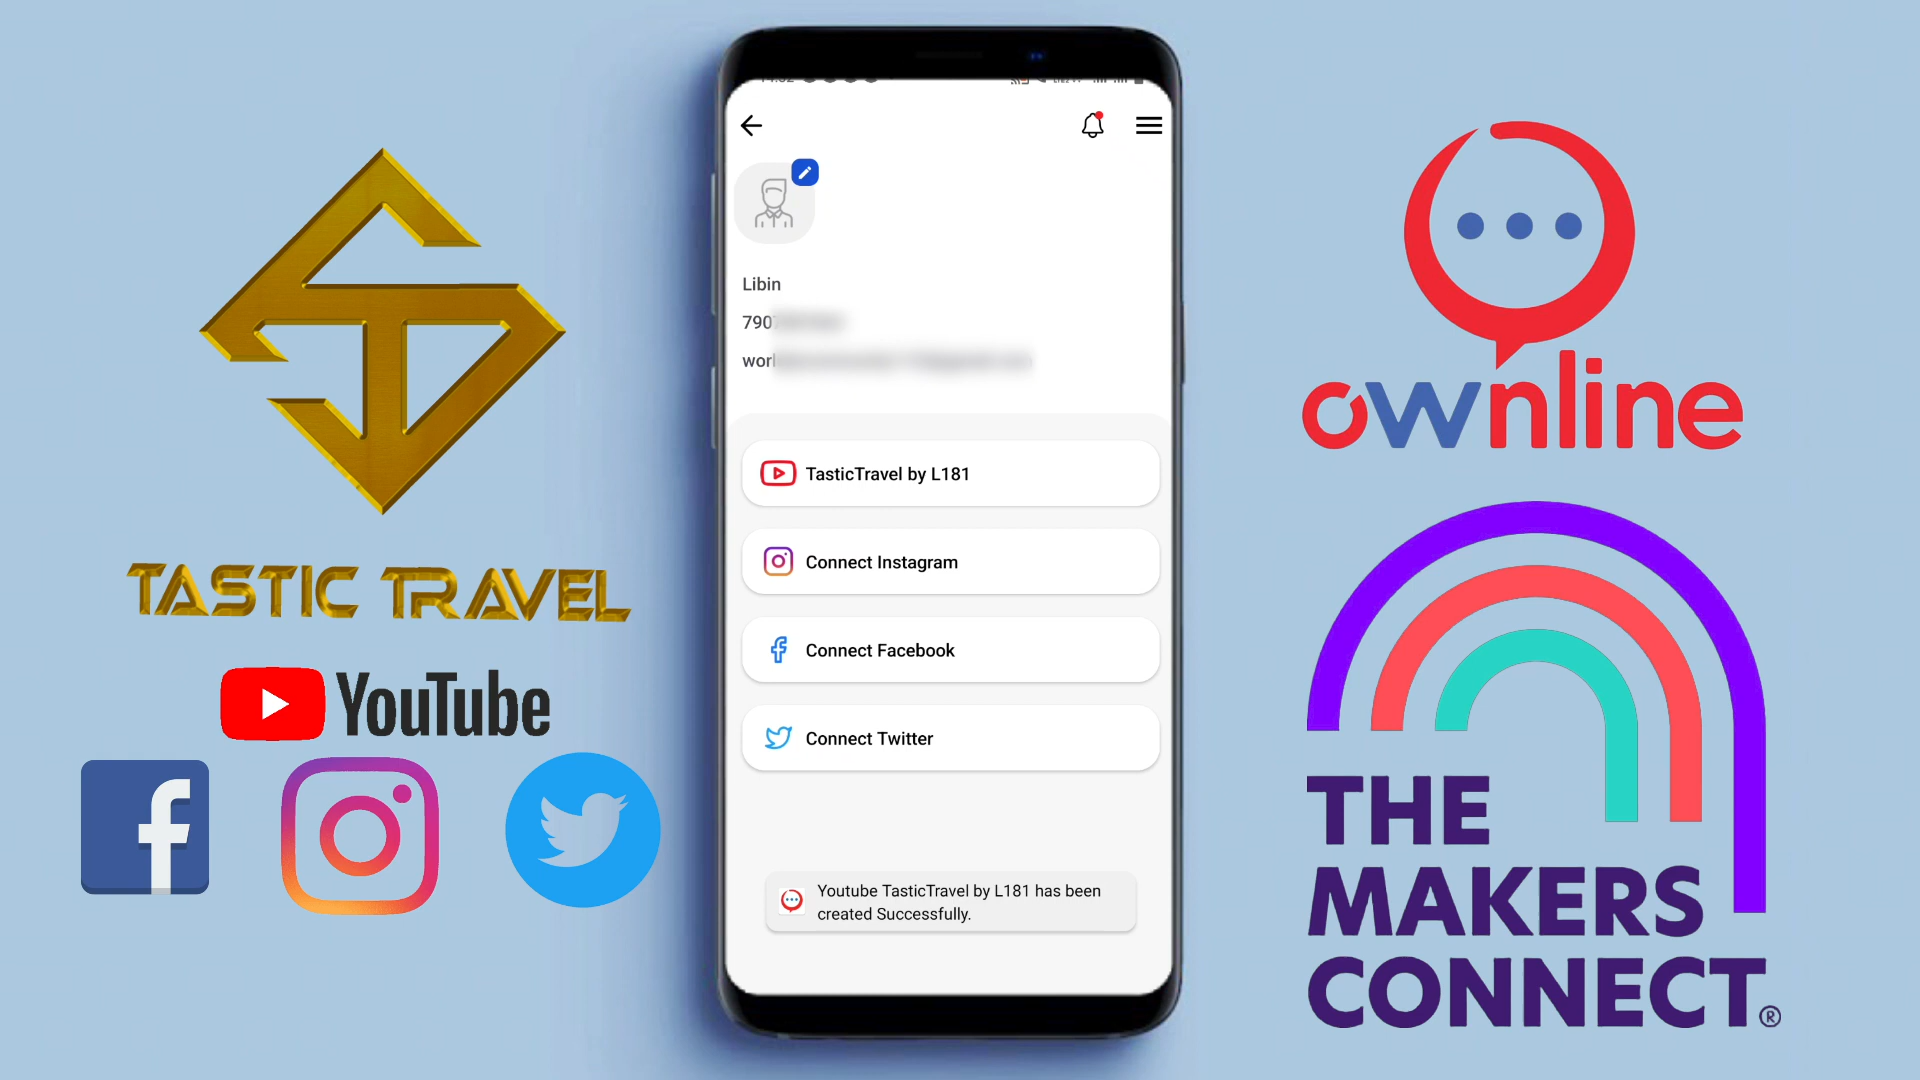 TASTIC TRAVEL
YouTube
Libin
790
worl
TasticTravel by L181
Connect Instagram
Connect Facebook
Connect Twitter
Youtube TasticTravel by L181 has been
created Successfully.
ownline
THE
MAKERS
CONNECT®